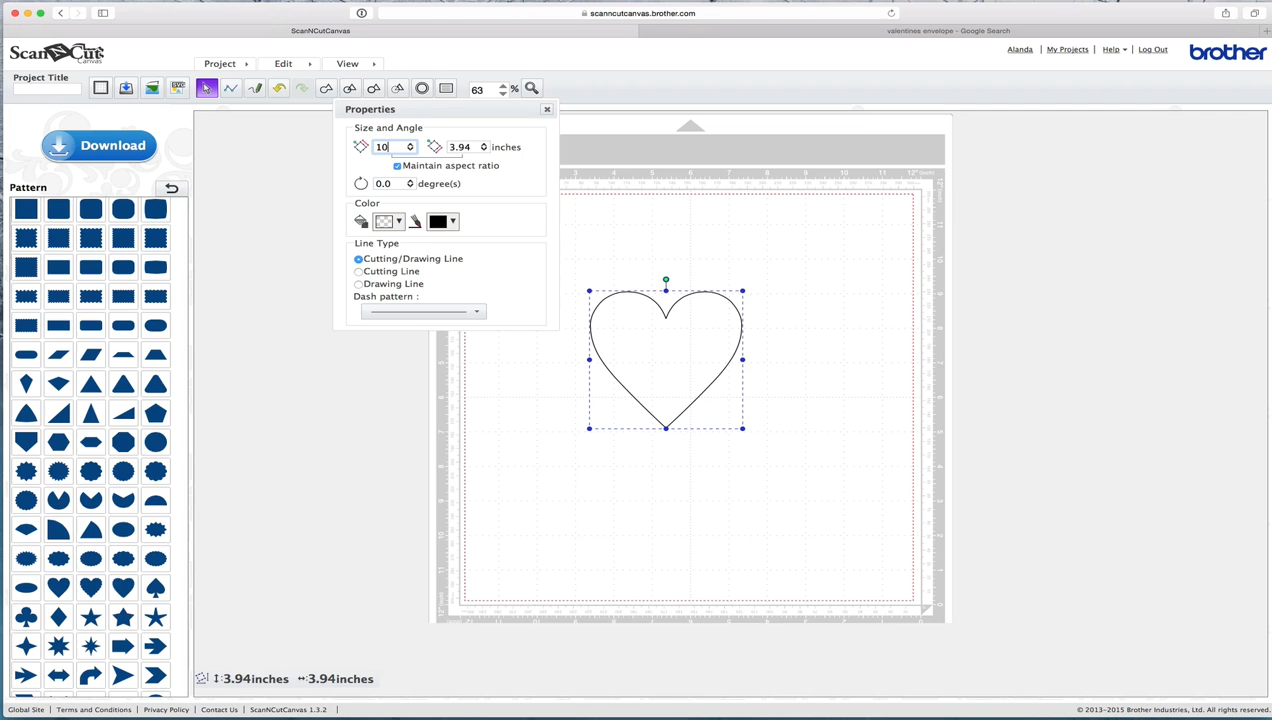 scanncutcanvas.brother.com
ScanNCutCanvas
valentines envelope - Google Search
ScanNCut
Canvas
Alanda | My Projects | Help | Log Out
brother
Project
Edit
View
Project Title
63 %
Properties
Size and Angle
10 3.94 inches
Maintain aspect ratio
0.0 degree(s)
Color
Line Type
Cutting/Drawing Line
Cutting Line
Drawing Line
Dash pattern :
Download
Pattern
3.94inches 3.94inches
Global Site | Terms and Conditions | Privacy Policy | Contact Us | ScanNCutCanvas 1.3.2 |
© 2013-2015 Brother Industries, Ltd. All Rights Reserved.